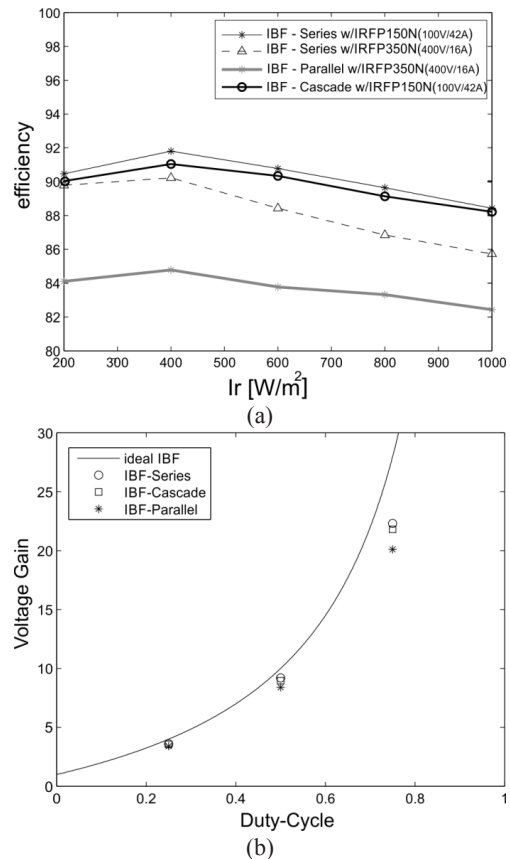 100
98
96
94
92
90
88
86
84
82
80
efficiency
IBF - Series w/IRFP150N(100V/42A)
IBF - Series w/IRFP350N(400V/16A)
IBF - Parallel w/IRFP350N(400V/16A)
IBF - Cascade w/IRFP150N(100V/42A)
200 300 400 500 600 700 800 900 1000
Ir [W/m²]
(a)
30
25
20
15
10
5
0
Voltage Gain
ideal IBF
IBF-Series
IBF-Cascade
IBF-Parallel
0 0.2 0.4 0.6 0.8 1
Duty-Cycle
(b)